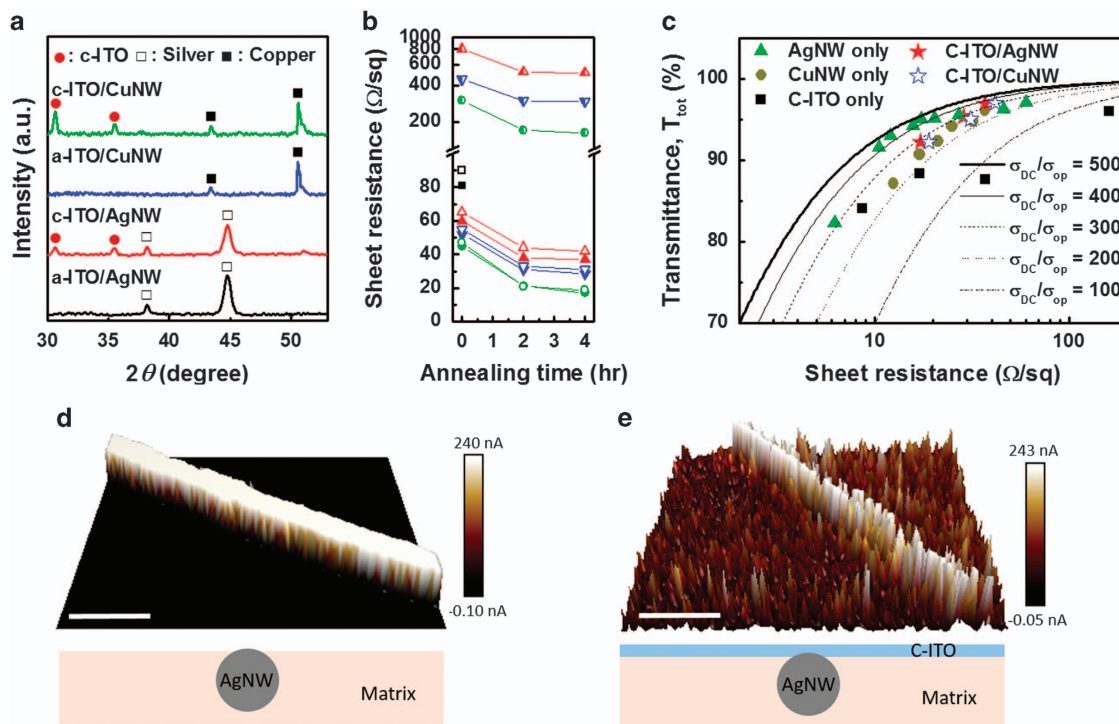 a
●: c-ITO □: Silver ■: Copper
c-ITO/CuNW
a-ITO/CuNW
c-ITO/AgNW
a-ITO/AgNW
Intensity (a.u.)
30 35 40 45 50
2θ (degree)
b
1000
800
600
400
200
80
60
40
20
0
Sheet resistance (Ω/sq)
0 2 4
Annealing time (hr)
c
AgNW only C-ITO/AgNW
CuNW only C-ITO/CuNW
C-ITO only
100
90
80
70
Transmittance, Ttot (%)
σDC/σop = 500
σDC/σop = 400
σDC/σop = 300
σDC/σop = 200
σDC/σop = 100
10 100
Sheet resistance (Ω/sq)
d
240 nA
-0.10 nA
AgNW
Matrix
e
243 nA
-0.05 nA
C-ITO
AgNW
Matrix